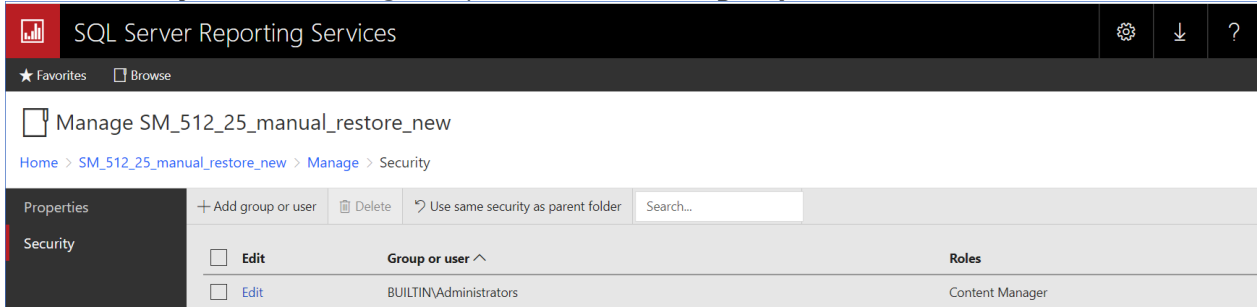 SQL Server Reporting Services
?
Favorites Browse
Manage SM_512_25_manual_restore_new
Home > SM_512_25_manual_restore_new > Manage > Security
Properties + Add group or user Delete Use same security as parent folder Search...
Security
Edit Group or user Roles
Edit BUILTIN\Administrators Content Manager